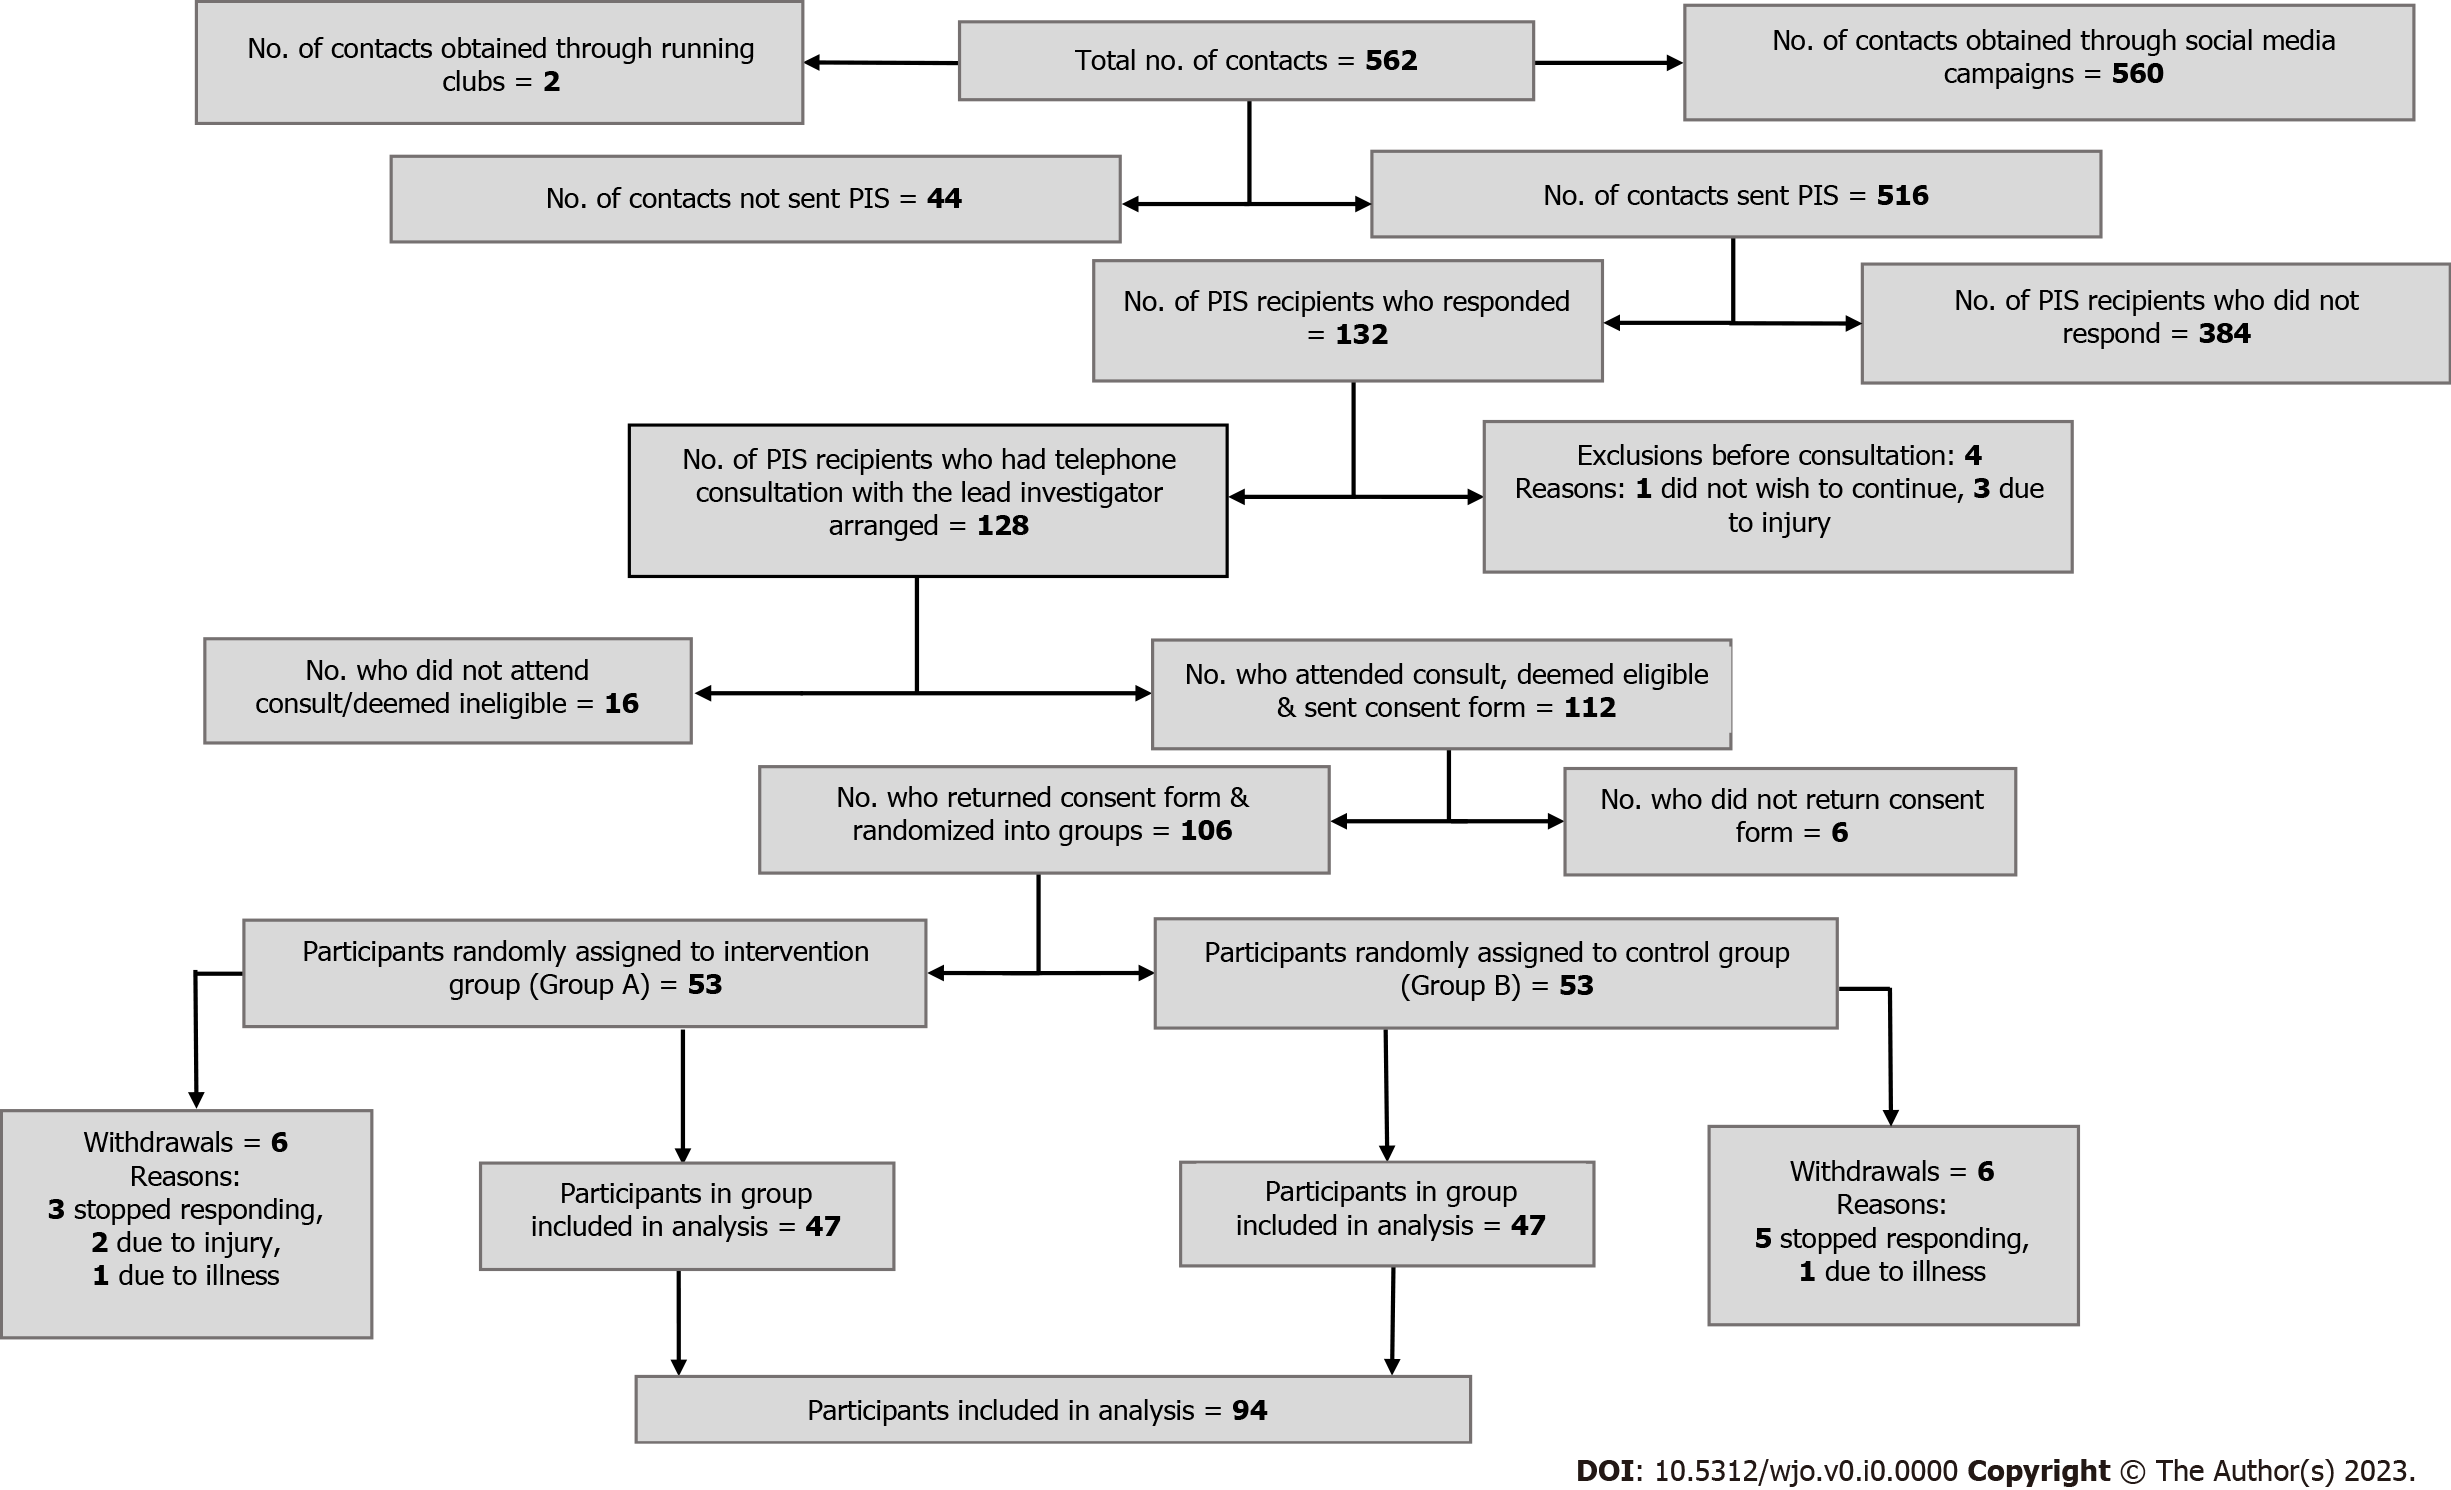 No. of contacts obtained through running
clubs = 2
Total no. of contacts = 562
No. of contacts obtained through social media
campaigns = 560
No. of contacts not sent PIS = 44
No. of contacts sent PIS = 516
No. of PIS recipients who responded
= 132
No. of PIS recipients who did not
respond = 384
No. of PIS recipients who had telephone
consultation with the lead investigator
arranged = 128
Exclusions before consultation: 4
Reasons: 1 did not wish to continue, 3 due
to injury
No. who did not attend
consult/deemed ineligible = 16
No. who attended consult, deemed eligible
& sent consent form = 112
No. who returned consent form &
randomized into groups = 106
No. who did not return consent
form = 6
Participants randomly assigned to intervention
group (Group A) = 53
Participants randomly assigned to control group
(Group B) = 53
Withdrawals = 6
Reasons:
3 stopped responding,
2 due to injury,
1 due to illness
Participants in group
included in analysis = 47
Participants in group
included in analysis = 47
Withdrawals = 6
Reasons:
5 stopped responding,
1 due to illness
Participants included in analysis = 94
DOI: 10.5312/wjo.v0.i0.0000 Copyright © The Author(s) 2023.